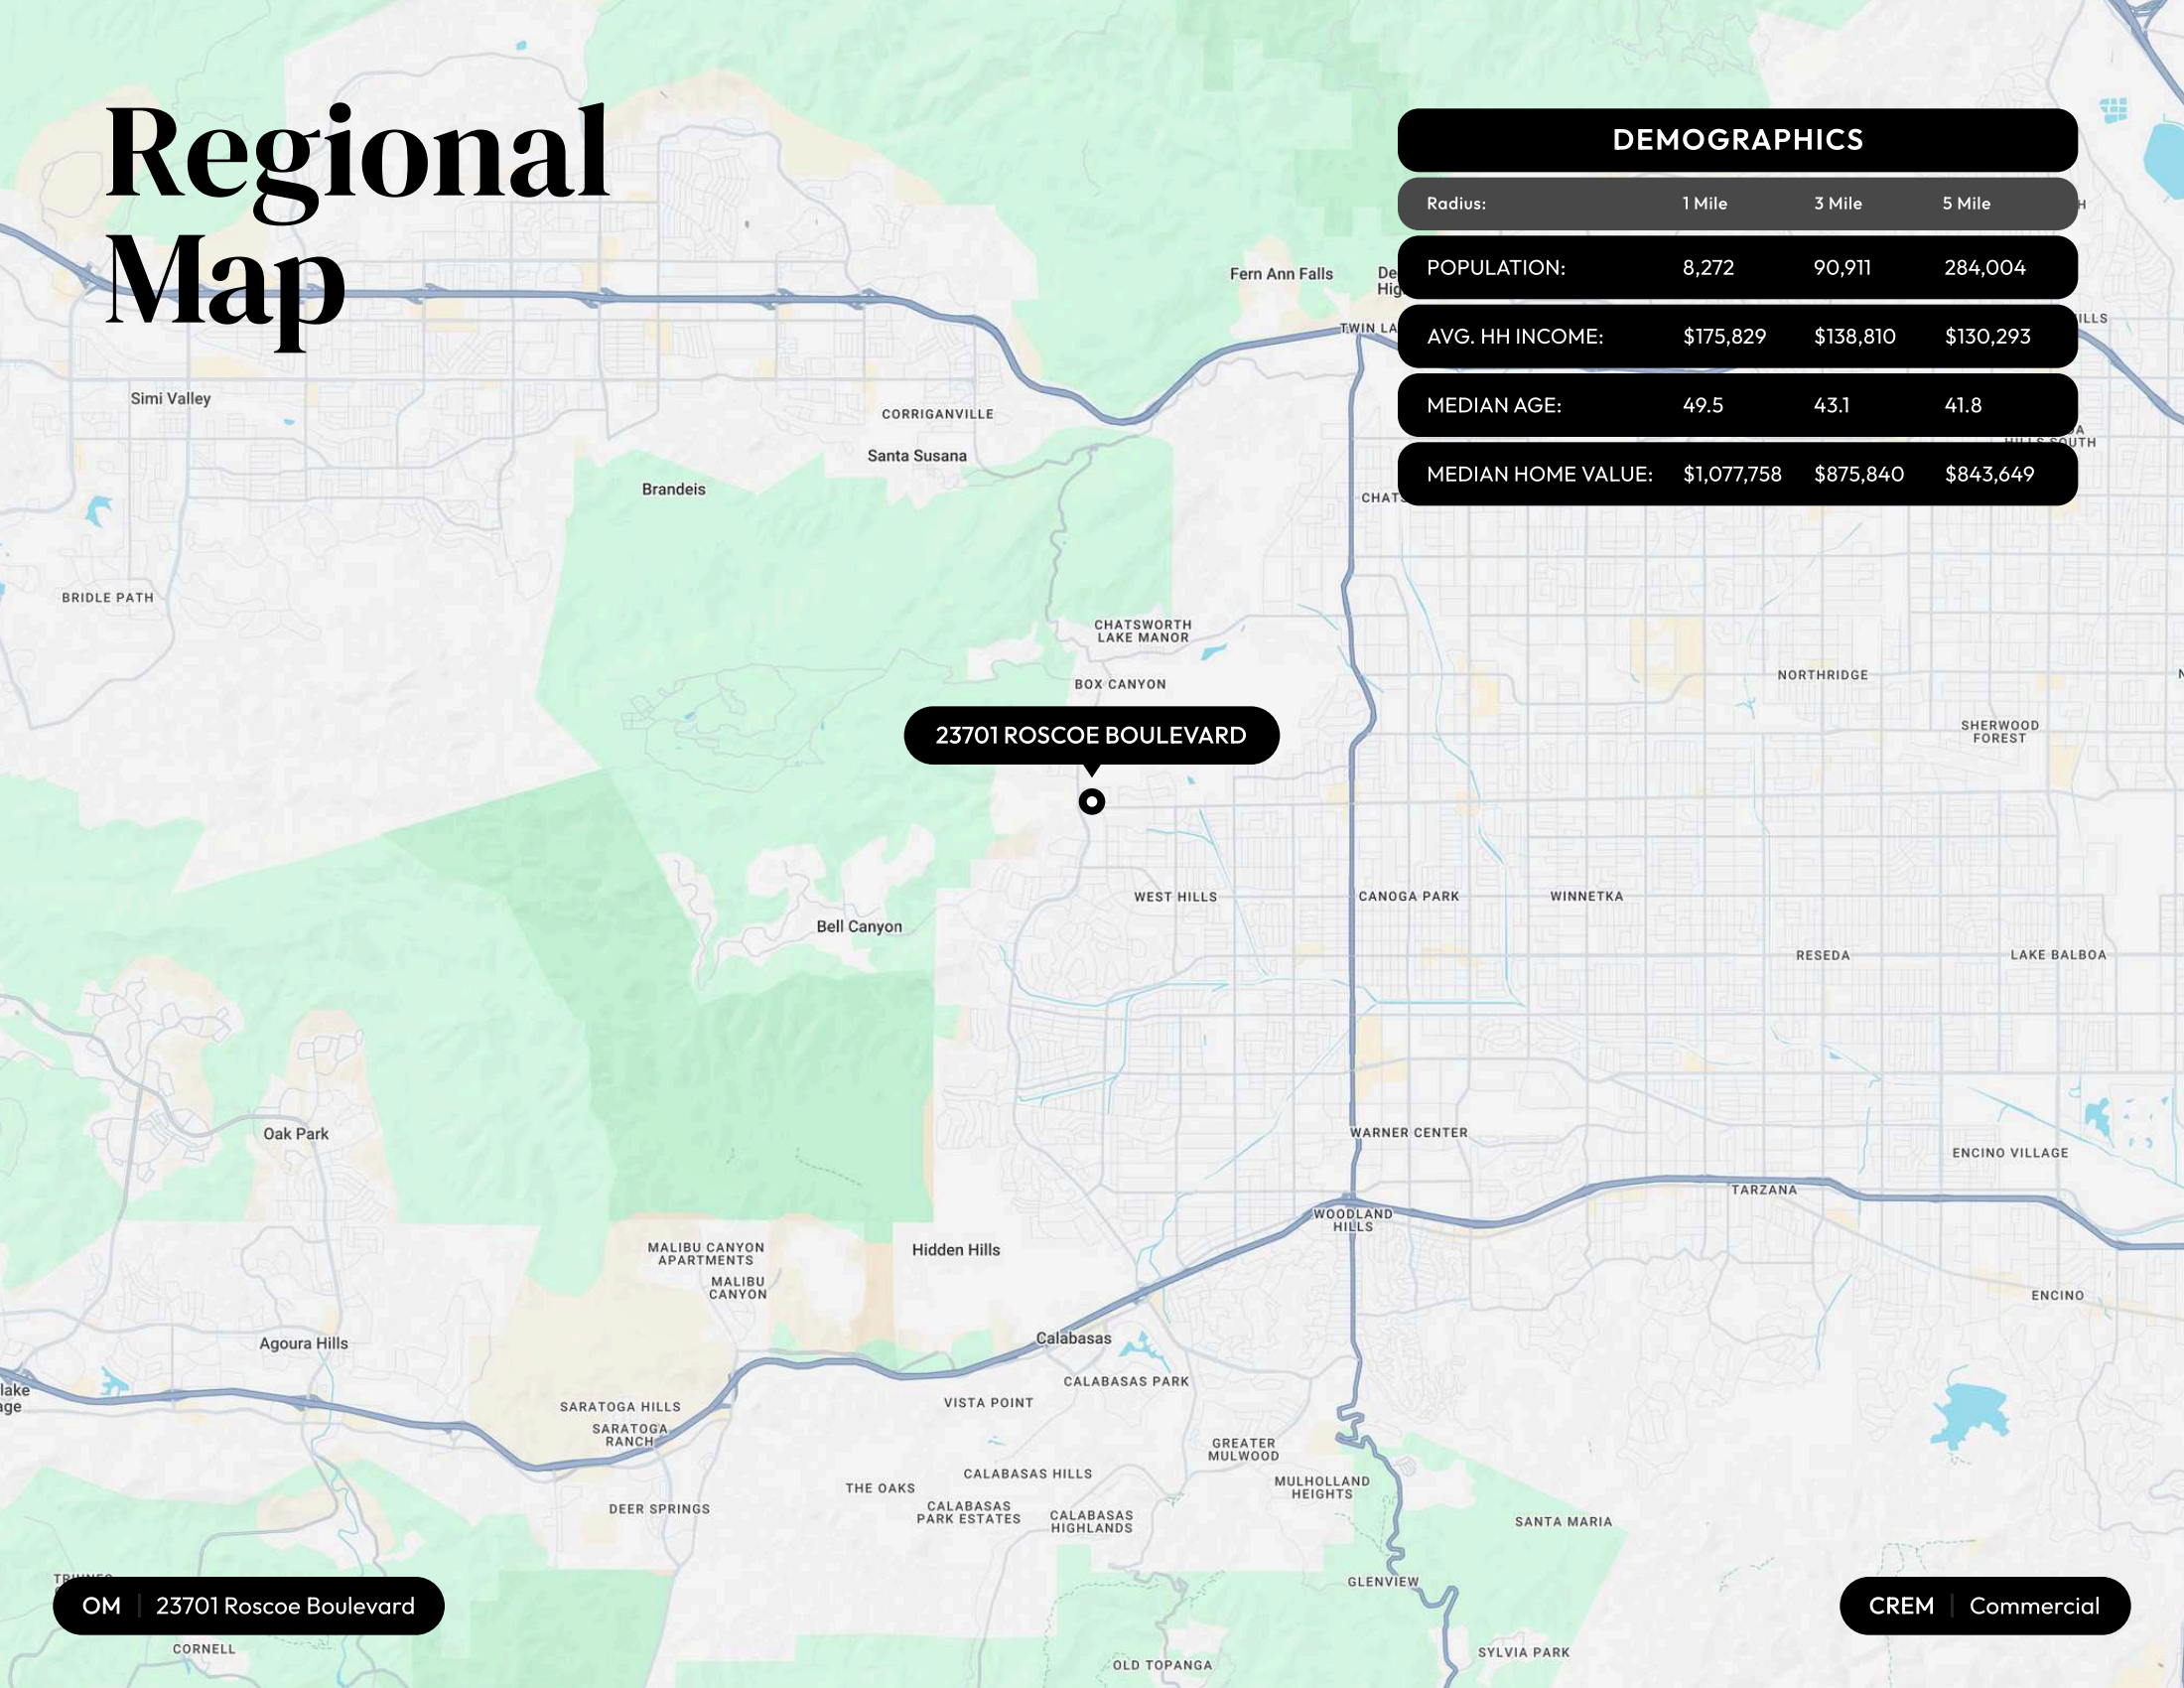 Regional
Map
DEMOGRAPHICS
Radius: 1 Mile 3 Mile 5 Mile
POPULATION: 8,272 90,911 284,004
AVG. HH INCOME: $175,829 $138,810 $130,293
MEDIAN AGE: 49.5 43.1 41.8
MEDIAN HOME VALUE: $1,077,758 $875,840 $843,649
Fern Ann Falls
TWIN LA
Simi Valley
CORRIGANVILLE
Santa Susana
Brandeis
HILLS SOUTH
CHATS
BRIDLE PATH
CHATSWORTH
LAKE MANOR
BOX CANYON
NORTHRIDGE
SHERWOOD
FOREST
23701 ROSCOE BOULEVARD
WEST HILLS
CANOGA PARK
WINNETKA
Bell Canyon
RESEDA
LAKE BALBOA
Oak Park
WARNER CENTER
ENCINO VILLAGE
TARZANA
WOODLAND
HILLS
Hidden Hills
MALIBU CANYON
APARTMENTS
MALIBU
CANYON
ENCINO
Agoura Hills
Calabasas
CALABASAS PARK
lake
age
VISTA POINT
SARATOGA HILLS
SARATOGA
RANCH
GREATER
MULWOOD
CALABASAS HILLS
THE OAKS
MULHOLLAND
HEIGHTS
DEER SPRINGS
CALABASAS
PARK ESTATES
CALABASAS
HIGHLANDS
SANTA MARIA
GLENVIEW
OM | 23701 Roscoe Boulevard
CREM | Commercial
CORNELL
SYLVIA PARK
OLD TOPANGA